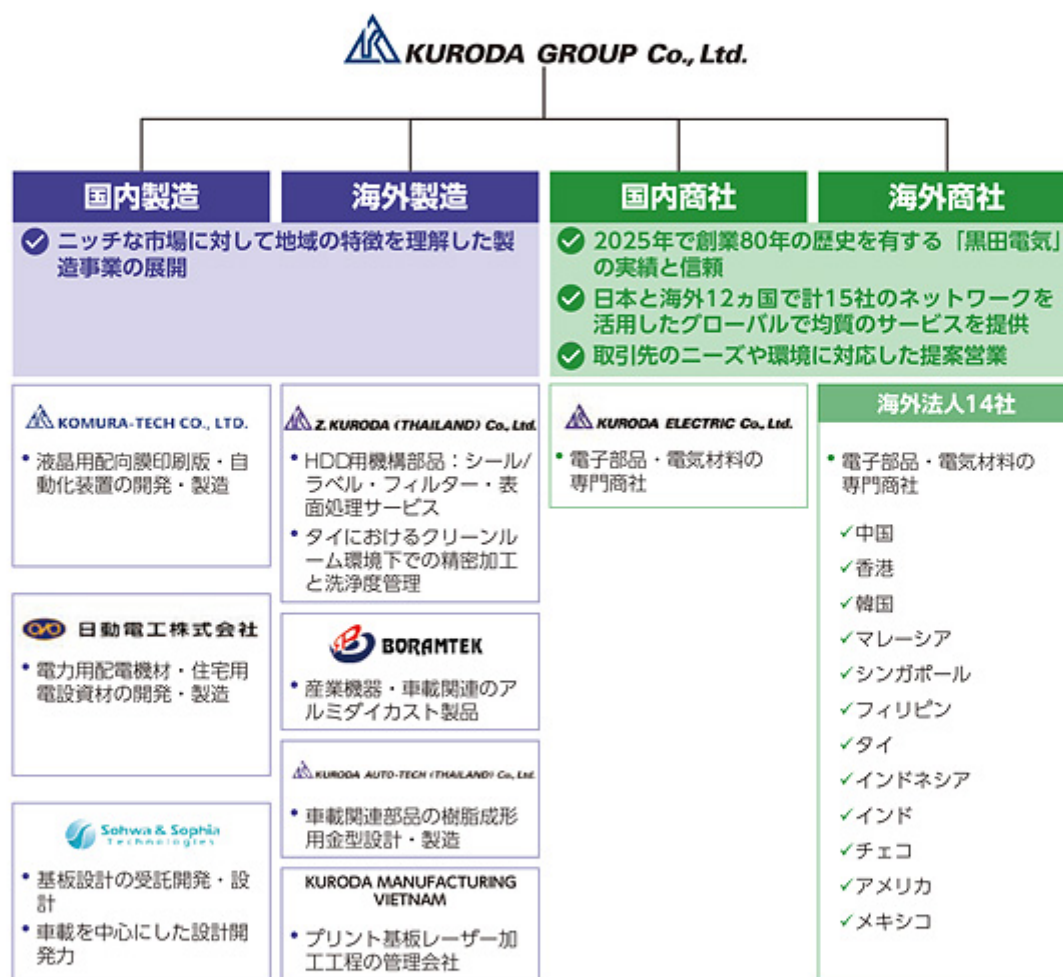 KURODA GROUP Co., Ltd.
国内製造
海外製造
ニッチな市場に対して地域の特徴を理解した製
造事業の展開
国内商社
海外商社
2025年で創業80年の歴史を有する「黒田電気」
の実績と信頼
日本と海外12ヵ国で計15社のネットワークを
活用したグローバルで均質のサービスを提供
取引先のニーズや環境に対応した提案営業
KOMURA-TECH CO., LTD.
• 液晶用配向膜印刷版・自
動化装置の開発・製造
日動電工株式会社
• 電力用配電機材・住宅用
電設資材の開発・製造
Sohwa & Sophia
Technologies
• 基板設計の受託開発・設
計
• 車載を中心にした設計開
発力
Z. KURODA (THAILAND) Co., Ltd.
• HDD用機構部品：シール/
ラベル・フィルター・表
面処理サービス
• タイにおけるクリーンル
ーム環境下での精密加工
と洗浄度管理
BORAMTEK
• 産業機器・車載関連のア
ルミダイカスト製品
KURODA AUTO-TECH (THAILAND) Co., Ltd.
• 車載関連部品の樹脂成形
用金型設計・製造
KURODA MANUFACTURING
VIETNAM
• プリント基板レーザー加
工工程の管理会社
KURODA ELECTRIC Co., Ltd.
• 電子部品・電気材料の
専門商社
海外法人14社
• 電子部品・電気材料の
専門商社
✓中国
✓香港
✓韓国
✓マレーシア
✓シンガポール
✓フィリピン
✓タイ
✓インドネシア
✓インド
✓チェコ
✓アメリカ
✓メキシコ